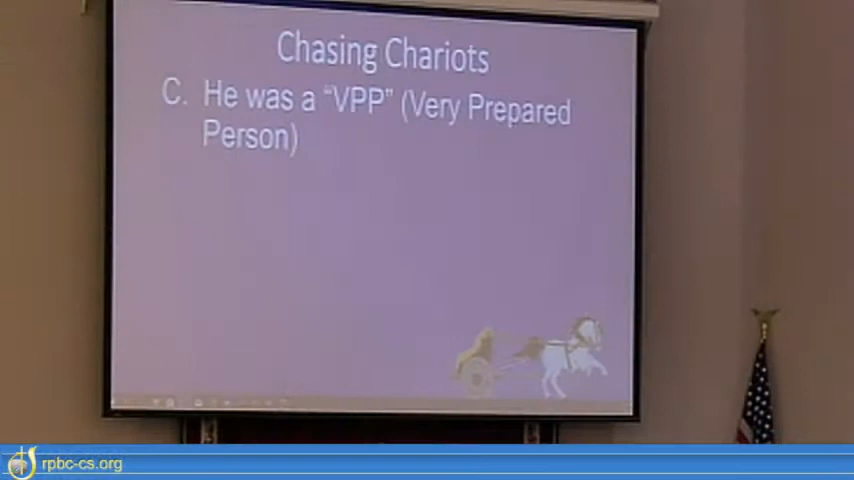 Chasing Chariots
C. He was a “VPP” (Very Prepared
Person)
rpbc-cs.org